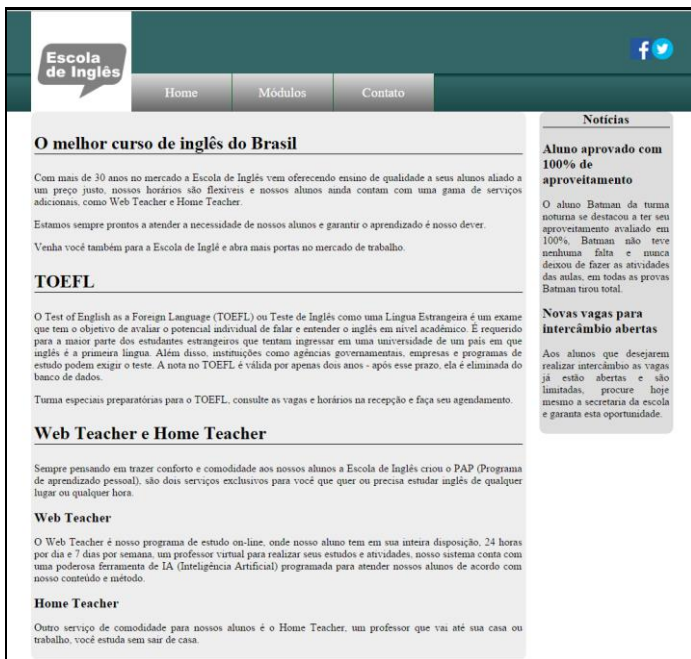 Escola
de Inglês
Home Módulos Contato
O melhor curso de inglês do Brasil
Com mais de 30 anos no mercado a Escola de Inglês vem oferecendo ensino de qualidade a seus alunos aliado a
um preço justo, nossos horários são flexíveis e nossos alunos ainda contam com uma gama de serviços
adicionais, como Web Teacher e Home Teacher.
Estamos sempre prontos a atender a necessidade de nossos alunos e garantir o aprendizado é nosso dever.
Venha você também para a Escola de Inglê e abra mais portas no mercado de trabalho.
TOEFL
O Test of English as a Foreign Language (TOEFL) ou Teste de Inglês como uma Língua Estrangeira é um exame
que tem o objetivo de avaliar o potencial individual de falar e entender o inglês em nível acadêmico. É requerido
para a maior parte dos estudantes estrangeiros que tentam ingressar em uma universidade de um país em que
inglês é a primeira língua. Além disso, instituições como agências governamentais, empresas e programas de
estudo podem exigir o teste. A nota no TOEFL é válida por apenas dois anos - após esse prazo, ela é eliminada do
banco de dados.
Turma especiais preparatórias para o TOEFL, consulte as vagas e horários na recepção e faça seu agendamento.
Web Teacher e Home Teacher
Sempre pensando em trazer conforto e comodidade aos nossos alunos a Escola de Inglês criou o PAP (Programa
de aprendizado pessoal), são dois serviços exclusivos para você que quer ou precisa estudar inglês de qualquer
lugar ou qualquer hora.
Web Teacher
O Web Teacher é nosso programa de estudo on-line, onde nosso aluno tem em sua inteira disposição, 24 horas
por dia e 7 dias por semana, um professor virtual para realizar seus estudos e atividades, nosso sistema conta com
uma poderosa ferramenta de IA (Inteligência Artificial) programada para atender nossos alunos de acordo com
nosso conteúdo e método.
Home Teacher
Outro serviço de comodidade para nossos alunos é o Home Teacher, um professor que vai até sua casa ou
trabalho, você estuda sem sair de casa.
Notícias
Aluno aprovado com
100% de
aproveitamento
O aluno Batman da turma
noturna se destacou a ter seu
aproveitamento avaliado em
100%, Batman não teve
nenhuma falta e nunca
deixou de fazer as atividades
das aulas, em todas as provas
Batman tirou total.
Novas vagas para
intercâmbio abertas
Aos alunos que desejarem
realizar intercâmbio as vagas
já estão abertas e são
limitadas, procure hoje
mesmo a secretaria da escola
e garanta esta oportunidade.